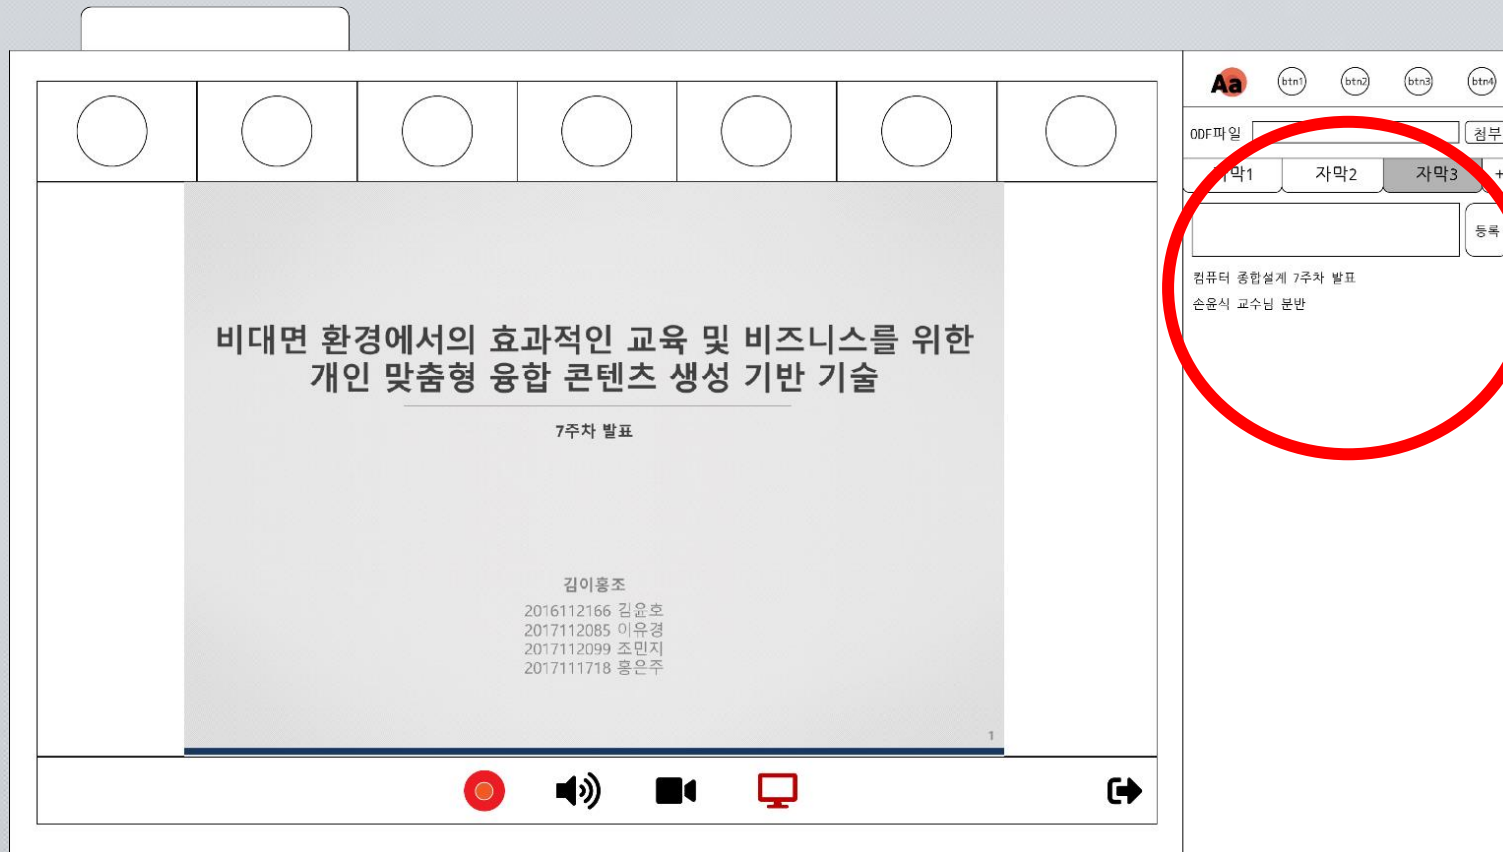 Aa btn1 btn2 btn3 btn4
ODF파일 첨부
자막1 자막2 자막3 +
등록
컴퓨터 종합설계 7주차 발표
손윤식 교수님 분반
비대면 환경에서의 효과적인 교육 및 비즈니스를 위한
개인 맞춤형 융합 콘텐츠 생성 기반 기술
7주차 발표
김이홍조
2016112166 김윤호
2017112085 이유경
2017112099 조민지
2017111718 홍은주
1